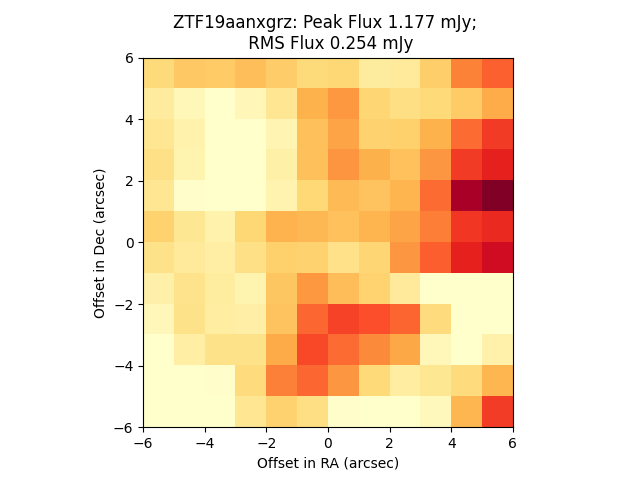 ZTF19aanxgrz: Peak Flux 1.177 mJy;
RMS Flux 0.254 mJy
6
4
2
0
−2
−4
−6
Offset in Dec (arcsec)
−6 −4 −2 0 2 4 6
Offset in RA (arcsec)